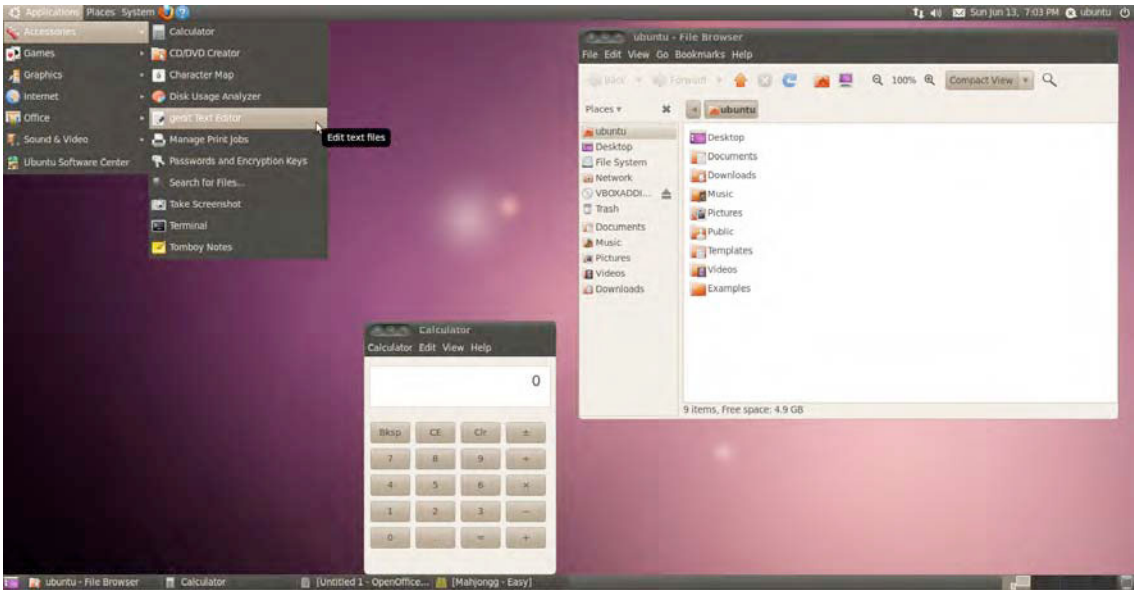 Applications Places System
Sun Jun 13, 7:03 PM ubuntu
Accessories
Games
Graphics
Internet
Office
Sound & Video
Ubuntu Software Center
Calculator
CD/DVD Creator
Character Map
Disk Usage Analyzer
gedit Text Editor
Manage Print Jobs
Passwords and Encryption Keys
Search for Files...
Take Screenshot
Terminal
Tomboy Notes
Edit text files
ubuntu - File Browser
File Edit View Go Bookmarks Help
Back Forward 100% Compact View
Places
ubuntu
ubuntu
Desktop
File System
Network
VBOXADDI...
Trash
Documents
Music
Pictures
Videos
Downloads
Desktop
Documents
Downloads
Music
Pictures
Public
Templates
Videos
Examples
9 items, Free space: 4.9 GB
Calculator
Calculator Edit View Help
0
Bksp CE Clr ±
7 8 9 ÷
4 5 6 ×
1 2 3 −
0 . = +
ubuntu - File Browser
Calculator
[Untitled 1 - OpenOffice...
[Mahjongg - Easy]